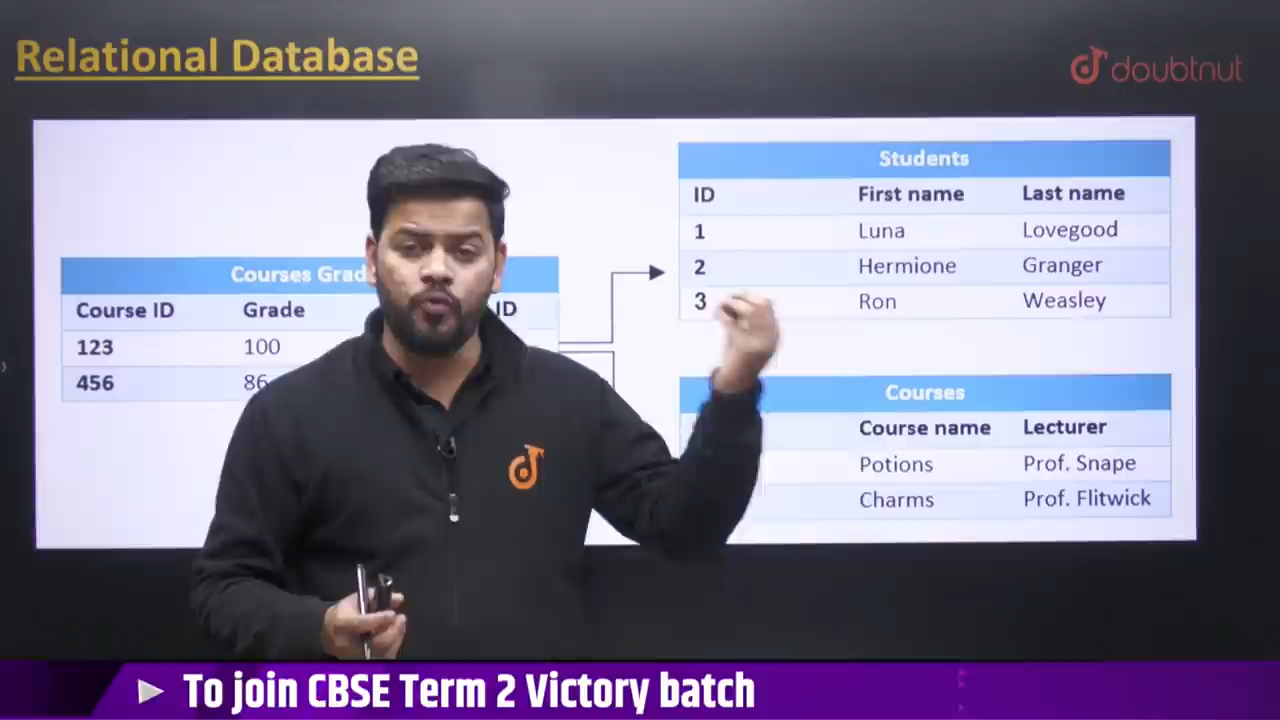 Relational Database
doubtnut
Students
ID First name Last name
1 Luna Lovegood
2 Hermione Granger
3 Ron Weasley
Courses
Course ID Grade ID
123 100
456 86
Courses
Course name Lecturer
Potions Prof. Snape
Charms Prof. Flitwick
To join CBSE Term 2 Victory batch